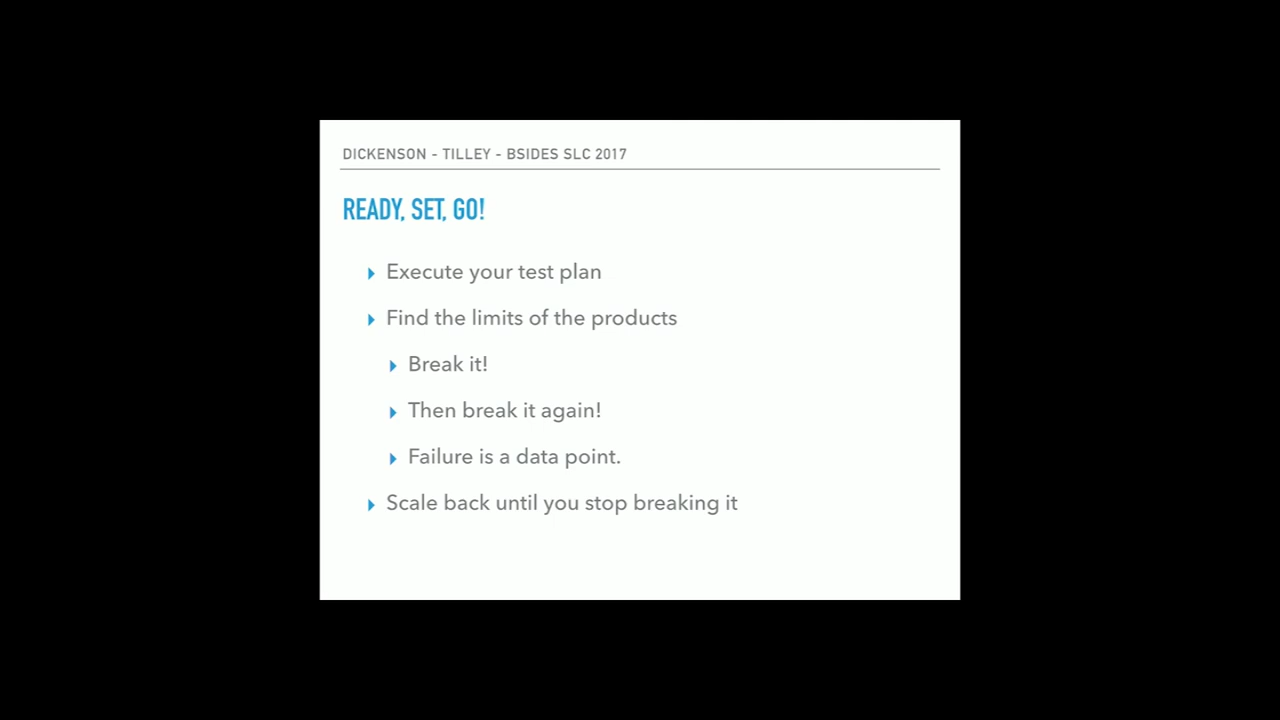 DICKENSON - TILLEY - BSIDES SLC 2017
READY, SET, GO!
Execute your test plan
Find the limits of the products
Break it!
Then break it again!
Failure is a data point.
Scale back until you stop breaking it